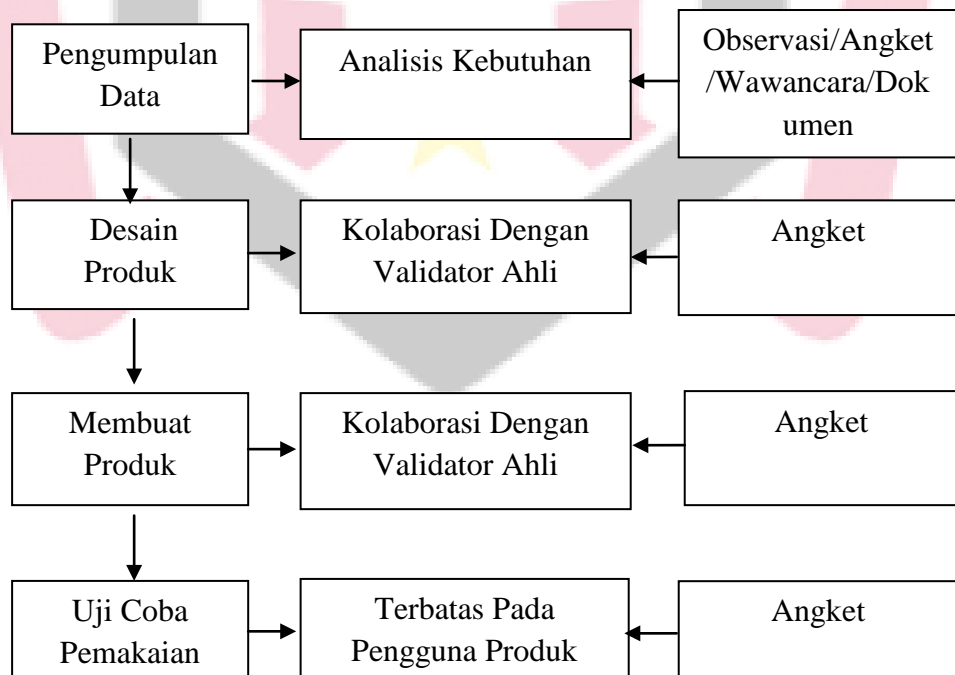 Pengumpulan
Data
Analisis Kebutuhan
Observasi/Angket
/Wawancara/Dok
umen
Desain
Produk
Kolaborasi Dengan
Validator Ahli
Angket
Membuat
Produk
Kolaborasi Dengan
Validator Ahli
Angket
Uji Coba
Pemakaian
Terbatas Pada
Pengguna Produk
Angket